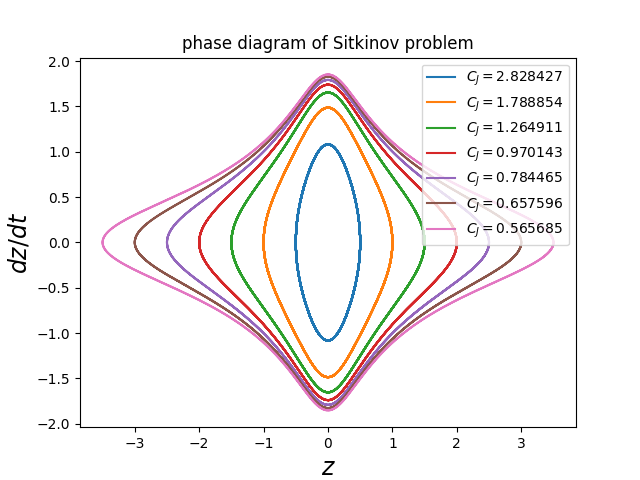 phase diagram of Sitkinov problem
2.0
1.5
1.0
0.5
0.0
−0.5
−1.0
−1.5
−2.0
dz/dt
C_J = 2.828427
C_J = 1.788854
C_J = 1.264911
C_J = 0.970143
C_J = 0.784465
C_J = 0.657596
C_J = 0.565685
−3 −2 −1 0 1 2 3
z